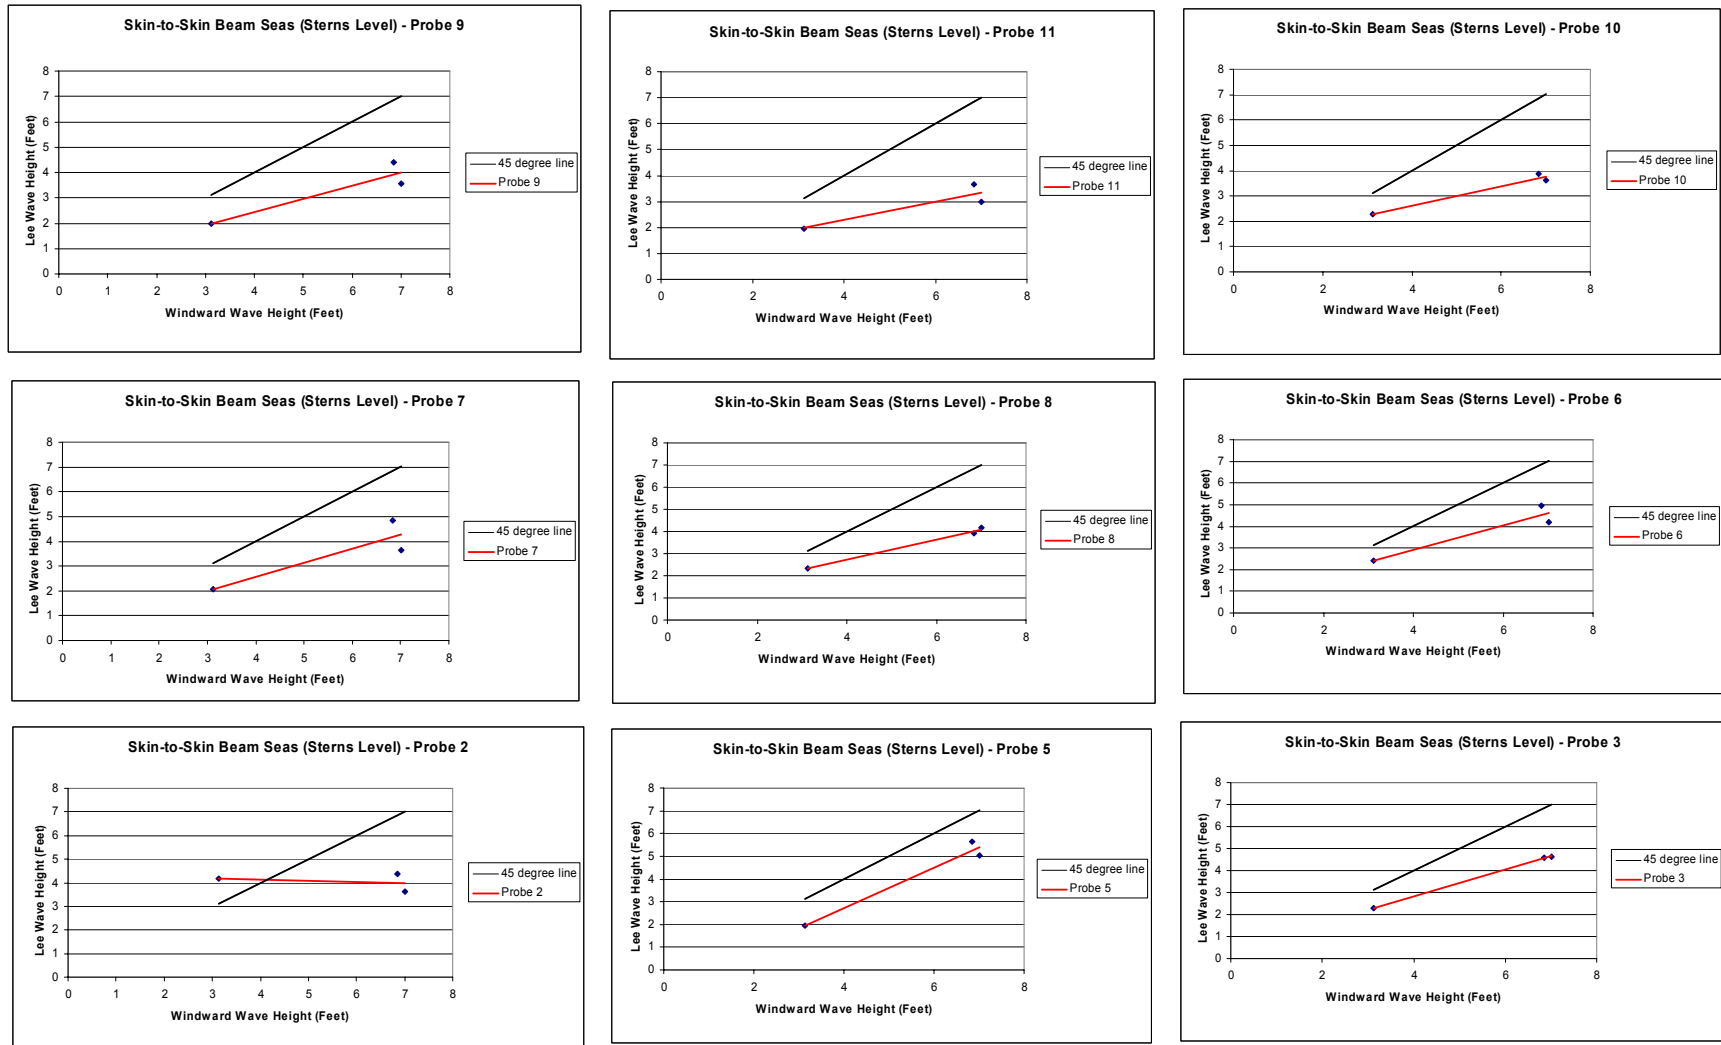 Skin-to-Skin Beam Seas (Sterns Level) - Probe 9
8
7
6
5
4
3
2
1
0
Lee Wave Height (Feet)
0 1 2 3 4 5 6 7 8
Windward Wave Height (Feet)
45 degree line
Probe 9
Skin-to-Skin Beam Seas (Sterns Level) - Probe 11
8
7
6
5
4
3
2
1
0
Lee Wave Height (Feet)
0 2 4 6 8
Windward Wave Height (Feet)
45 degree line
Probe 11
Skin-to-Skin Beam Seas (Sterns Level) - Probe 10
8
7
6
5
4
3
2
1
0
Lee Wave Height (Feet)
0 2 4 6 8
Windward Wave Height (Feet)
45 degree line
Probe 10
Skin-to-Skin Beam Seas (Sterns Level) - Probe 7
8
7
6
5
4
3
2
1
0
Lee Wave Height (Feet)
0 1 2 3 4 5 6 7 8
Windward Wave Height (Feet)
45 degree line
Probe 7
Skin-to-Skin Beam Seas (Sterns Level) - Probe 8
8
7
6
5
4
3
2
1
0
Lee Wave Height (Feet)
0 2 4 6 8
Windward Wave Height (Feet)
45 degree line
Probe 8
Skin-to-Skin Beam Seas (Sterns Level) - Probe 6
8
7
6
5
4
3
2
1
0
Lee Wave Height (Feet)
0 2 4 6 8
Windward Wave Height (Feet)
45 degree line
Probe 6
Skin-to-Skin Beam Seas (Sterns Level) - Probe 2
8
7
6
5
4
3
2
1
0
Lee Wave Height (Feet)
0 1 2 3 4 5 6 7 8
Windward Wave Height (Feet)
45 degree line
Probe 2
Skin-to-Skin Beam Seas (Sterns Level) - Probe 5
8
7
6
5
4
3
2
1
0
Lee Wave Height (Feet)
0 2 4 6 8
Windward Wave Height (Feet)
45 degree line
Probe 5
Skin-to-Skin Beam Seas (Sterns Level) - Probe 3
8
7
6
5
4
3
2
1
0
Lee Wave Height (Feet)
0 2 4 6 8
Windward Wave Height (Feet)
45 degree line
Probe 3